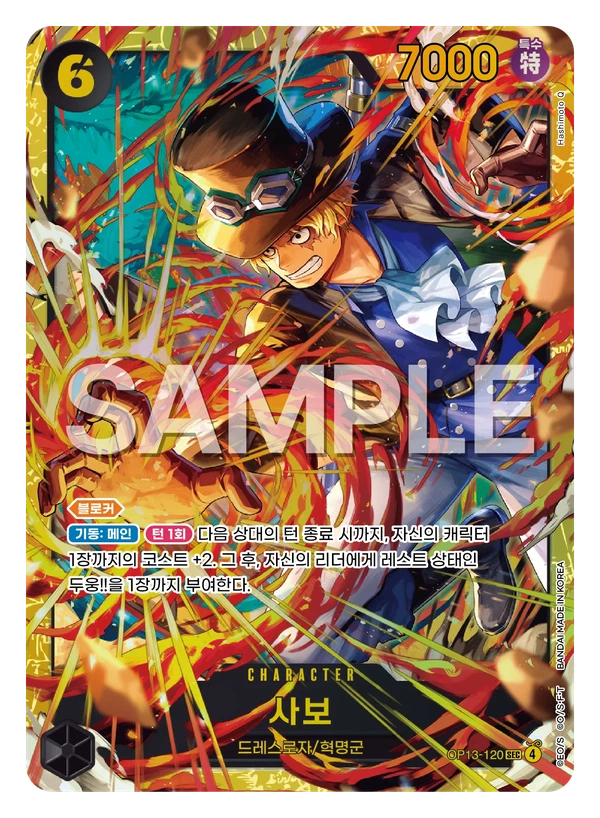 6
7000
특수
特
Hashimoto Q
SAMPLE
블로커
기동: 메인 턴 1회 다음 상대의 턴 종료 시까지, 자신의 캐릭터
1장까지의 코스트 +2. 그 후, 자신의 리더에게 레스트 상태인
두웅!!을 1장까지 부여한다.
CHARACTER
사보
드레스로자/혁명군
OP13-120 SEC 4
©E.O/S ©O/S·F·T BANDAI MADE IN KOREA